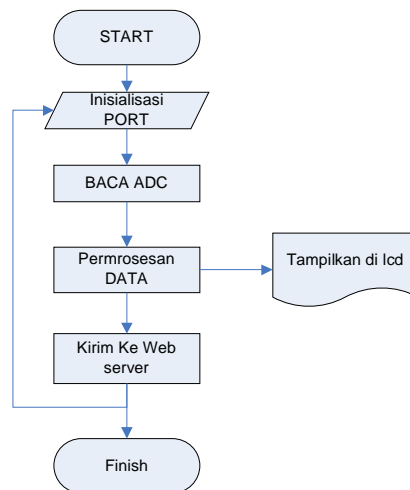 START
Inisialisasi
PORT
BACA ADC
Permrosesan
DATA
Tampilkan di lcd
Kirim Ke Web
server
Finish